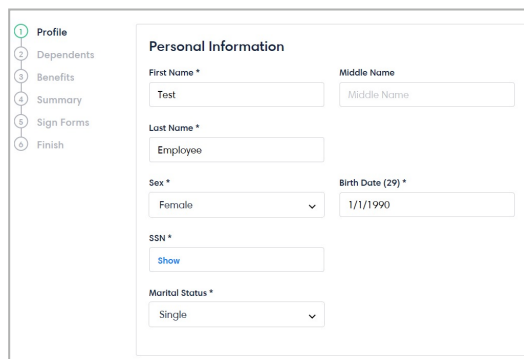 1 Profile
2 Dependents
3 Benefits
4 Summary
5 Sign Forms
6 Finish
Personal Information
First Name * Middle Name
Test Middle Name
Last Name *
Employee
Sex * Birth Date (29) *
Female 1/1/1990
SSN *
Show
Marital Status *
Single